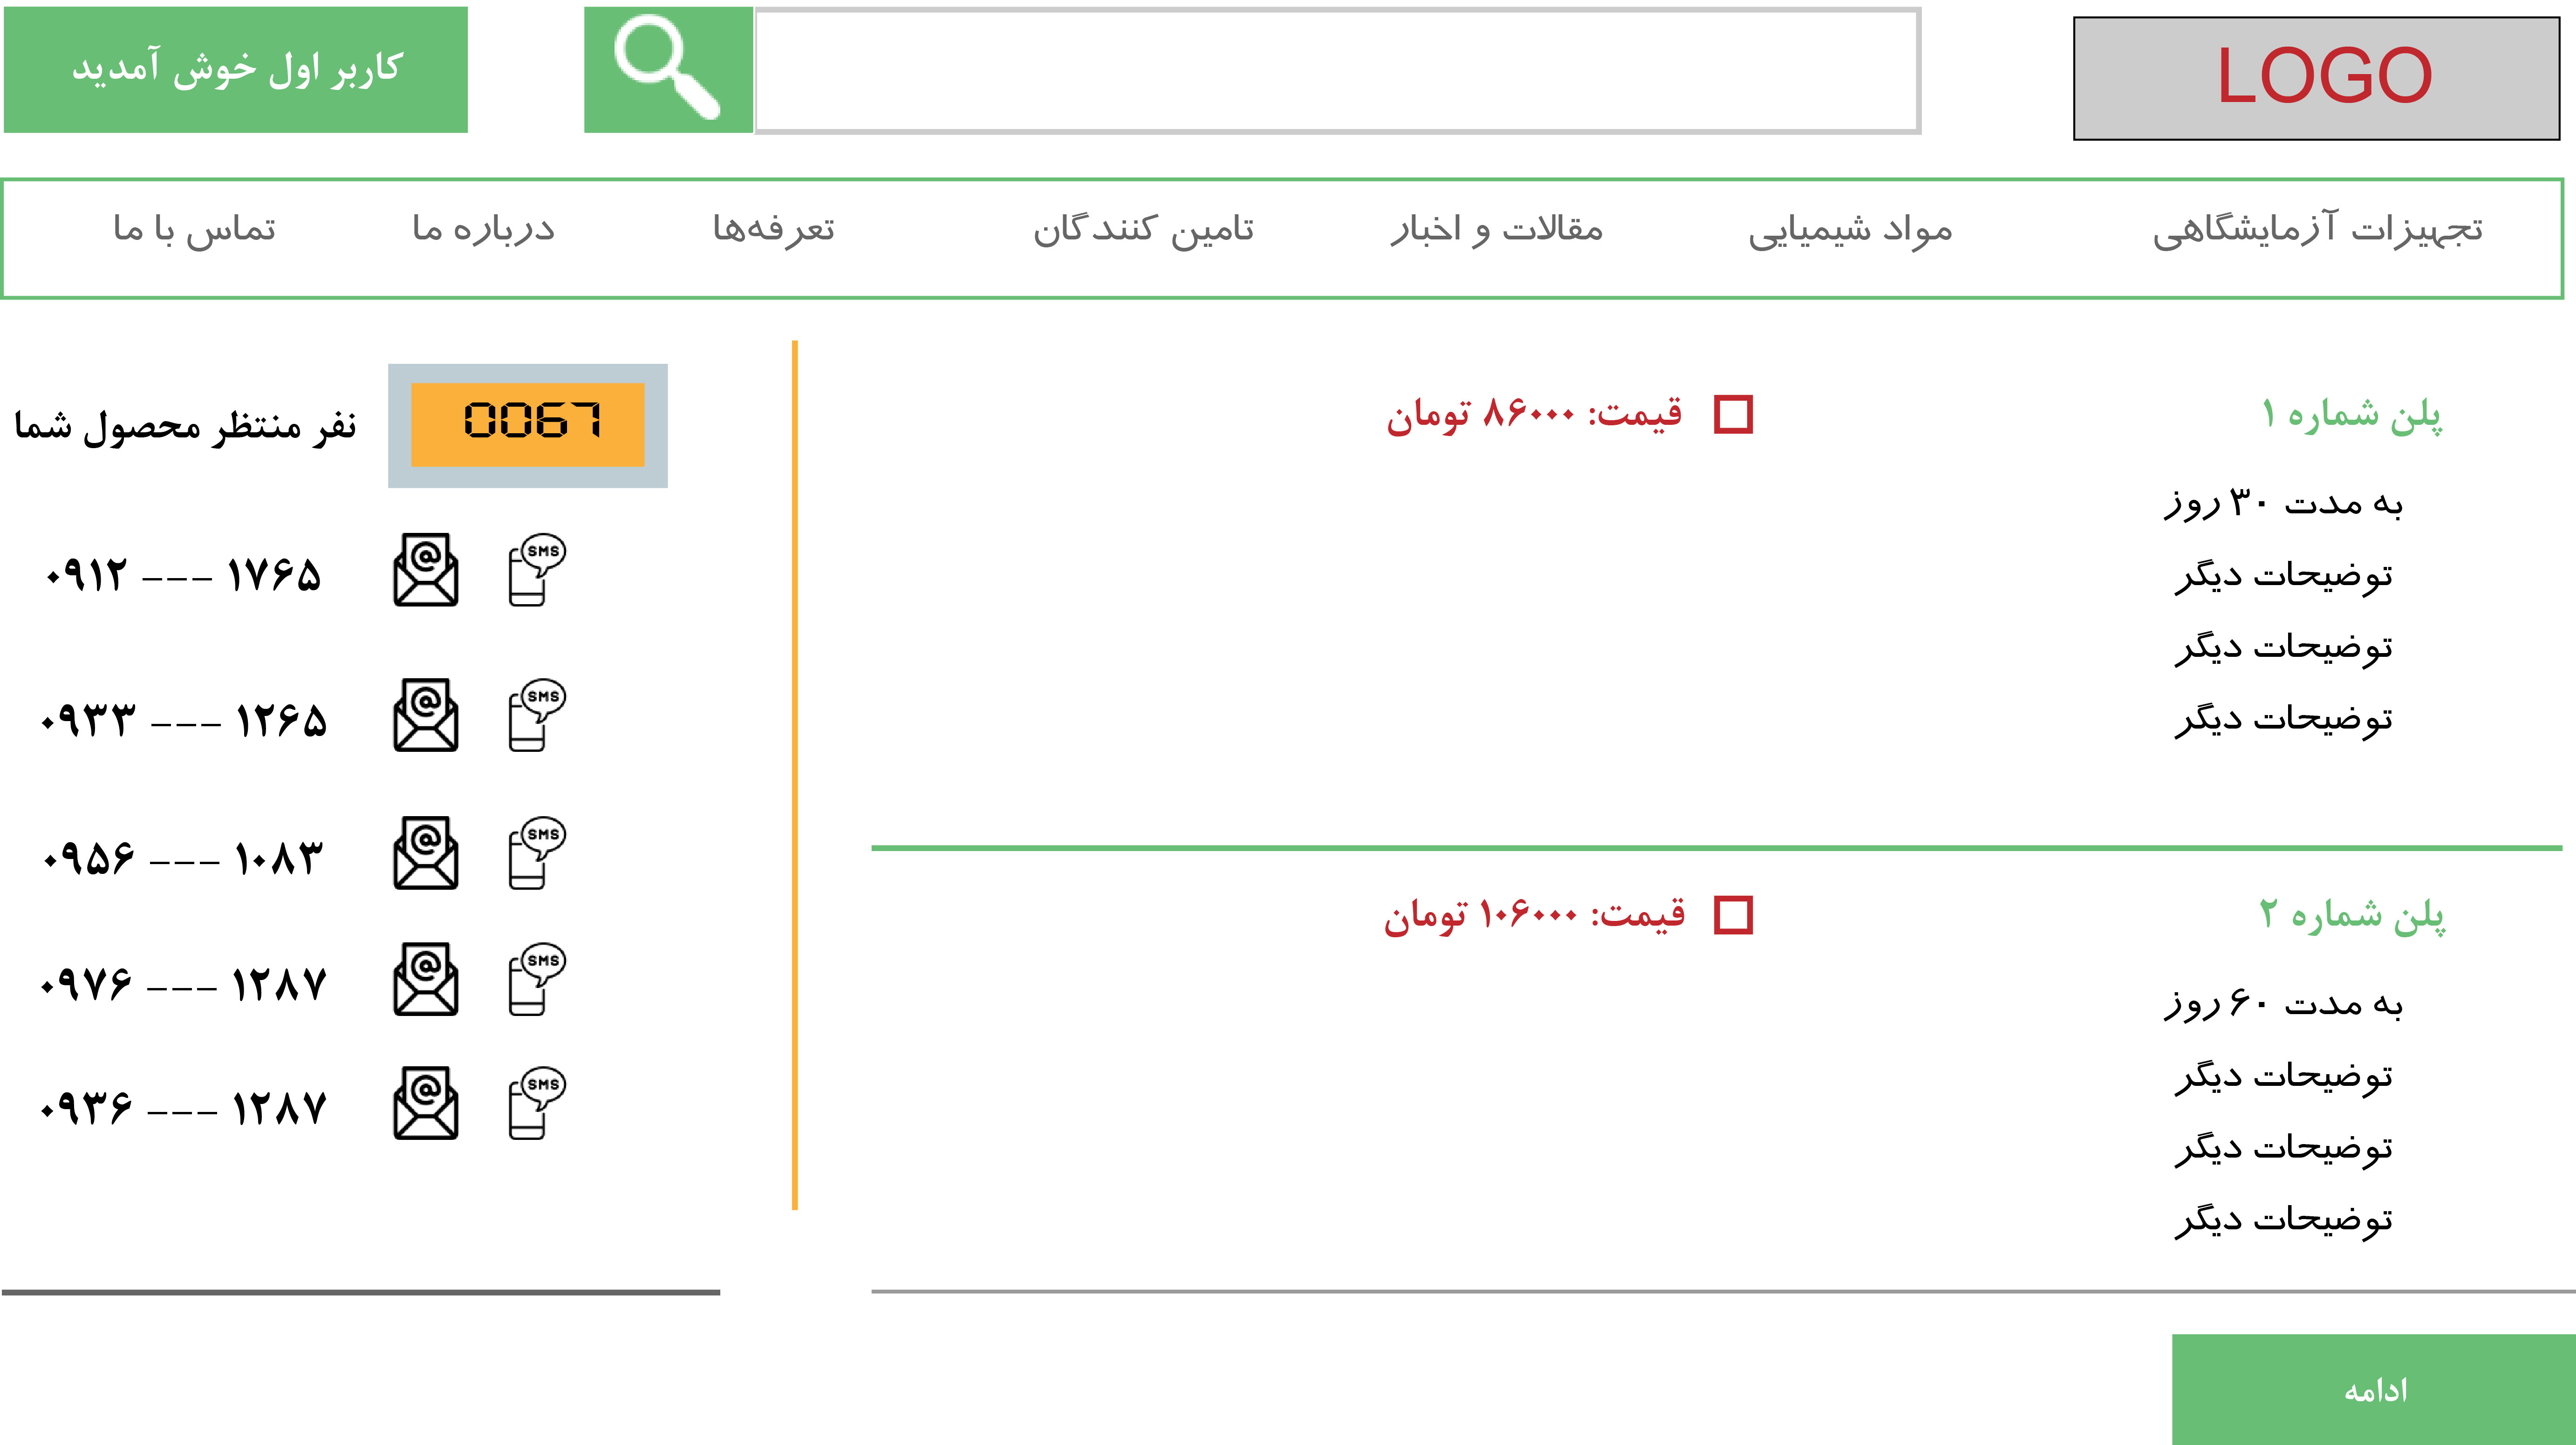 LOGO
کاربر اول خوش آمدید
تجهیزات آزمایشگاهی
مواد شیمیایی
مقالات و اخبار
تامین کنندگان
تعرفه‌ها
درباره ما
تماس با ما
پلن شماره ۱
قیمت: ۸۶۰۰۰ تومان
به مدت ۳۰ روز
توضیحات دیگر
توضیحات دیگر
توضیحات دیگر
پلن شماره ۲
قیمت: ۱۰۶۰۰۰ تومان
به مدت ۶۰ روز
توضیحات دیگر
توضیحات دیگر
توضیحات دیگر
0067
نفر منتظر محصول شما
SMS
@
۰۹۱۲ --- ۱۷۶۵
SMS
@
۰۹۳۳ --- ۱۲۶۵
SMS
@
۰۹۵۶ --- ۱۰۸۳
SMS
@
۰۹۷۶ --- ۱۲۸۷
SMS
@
۰۹۳۶ --- ۱۲۸۷
ادامه